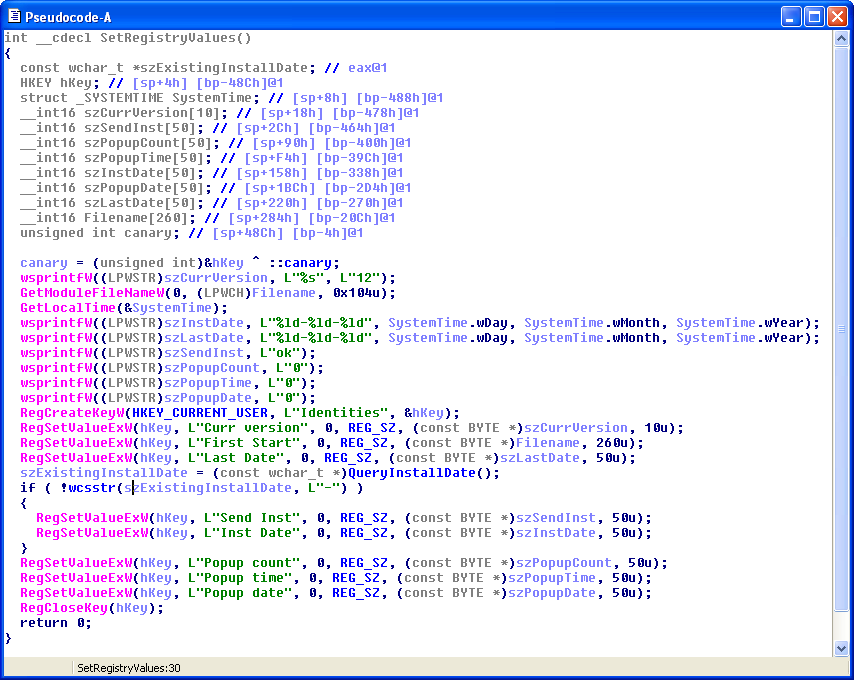 Pseudocode-A
int __cdecl SetRegistryValues()
{
  const wchar_t *szExistingInstallDate; // eax@1
  HKEY hKey; // [sp+4h] [bp-48Ch]@1
  struct _SYSTEMTIME SystemTime; // [sp+8h] [bp-488h]@1
  __int16 szCurrVersion[10]; // [sp+18h] [bp-478h]@1
  __int16 szSendInst[50]; // [sp+2Ch] [bp-464h]@1
  __int16 szPopupCount[50]; // [sp+90h] [bp-400h]@1
  __int16 szPopupTime[50]; // [sp+F4h] [bp-39Ch]@1
  __int16 szInstDate[50]; // [sp+158h] [bp-338h]@1
  __int16 szPopupDate[50]; // [sp+1BCh] [bp-2D4h]@1
  __int16 szLastDate[50]; // [sp+220h] [bp-270h]@1
  __int16 Filename[260]; // [sp+284h] [bp-20Ch]@1
  unsigned int canary; // [sp+48Ch] [bp-4h]@1
  canary = (unsigned int)&hKey ^ ::canary;
  wsprintfW((LPWSTR)szCurrVersion, L"%s", L"12");
  GetModuleFileNameW(0, (LPWCH)Filename, 0x104u);
  GetLocalTime(&SystemTime);
  wsprintfW((LPWSTR)szInstDate, L"%ld-%ld-%ld", SystemTime.wDay, SystemTime.wMonth, SystemTime.wYear);
  wsprintfW((LPWSTR)szLastDate, L"%ld-%ld-%ld", SystemTime.wDay, SystemTime.wMonth, SystemTime.wYear);
  wsprintfW((LPWSTR)szSendInst, L"ok");
  wsprintfW((LPWSTR)szPopupCount, L"0");
  wsprintfW((LPWSTR)szPopupTime, L"0");
  wsprintfW((LPWSTR)szPopupDate, L"0");
  RegCreateKeyW(HKEY_CURRENT_USER, L"Identities", &hKey);
  RegSetValueExW(hKey, L"Curr version", 0, REG_SZ, (const BYTE *)szCurrVersion, 10u);
  RegSetValueExW(hKey, L"First Start", 0, REG_SZ, (const BYTE *)Filename, 260u);
  RegSetValueExW(hKey, L"Last Date", 0, REG_SZ, (const BYTE *)szLastDate, 50u);
  szExistingInstallDate = (const wchar_t *)QueryInstallDate();
  if ( !wcsstr(szExistingInstallDate, L"-") )
  {
    RegSetValueExW(hKey, L"Send Inst", 0, REG_SZ, (const BYTE *)szSendInst, 50u);
    RegSetValueExW(hKey, L"Inst Date", 0, REG_SZ, (const BYTE *)szInstDate, 50u);
  }
  RegSetValueExW(hKey, L"Popup count", 0, REG_SZ, (const BYTE *)szPopupCount, 50u);
  RegSetValueExW(hKey, L"Popup time", 0, REG_SZ, (const BYTE *)szPopupTime, 50u);
  RegSetValueExW(hKey, L"Popup date", 0, REG_SZ, (const BYTE *)szPopupDate, 50u);
  RegCloseKey(hKey);
  return 0;
}
SetRegistryValues:30